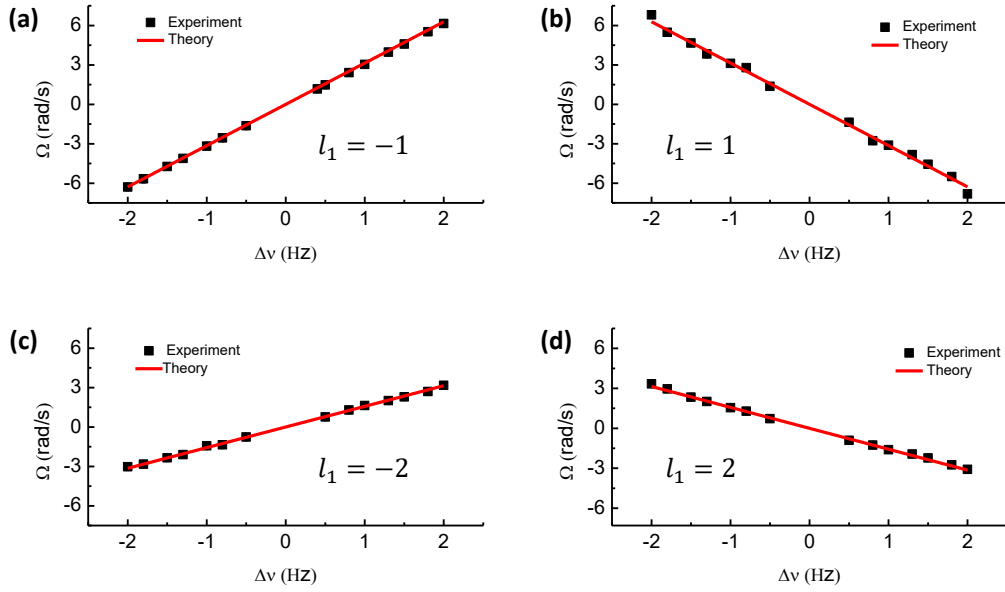 (a)
Experiment
Theory
6
3
0
-3
-6
Ω (rad/s)
l₁ = −1
-2 -1 0 1 2
Δν (Hz)
(b)
Experiment
Theory
6
3
0
-3
-6
Ω (rad/s)
l₁ = 1
-2 -1 0 1 2
Δν (Hz)
(c)
Experiment
Theory
6
3
0
-3
-6
Ω (rad/s)
l₁ = −2
-2 -1 0 1 2
Δν (Hz)
(d)
Experiment
Theory
6
3
0
-3
-6
Ω (rad/s)
l₁ = 2
-2 -1 0 1 2
Δν (Hz)